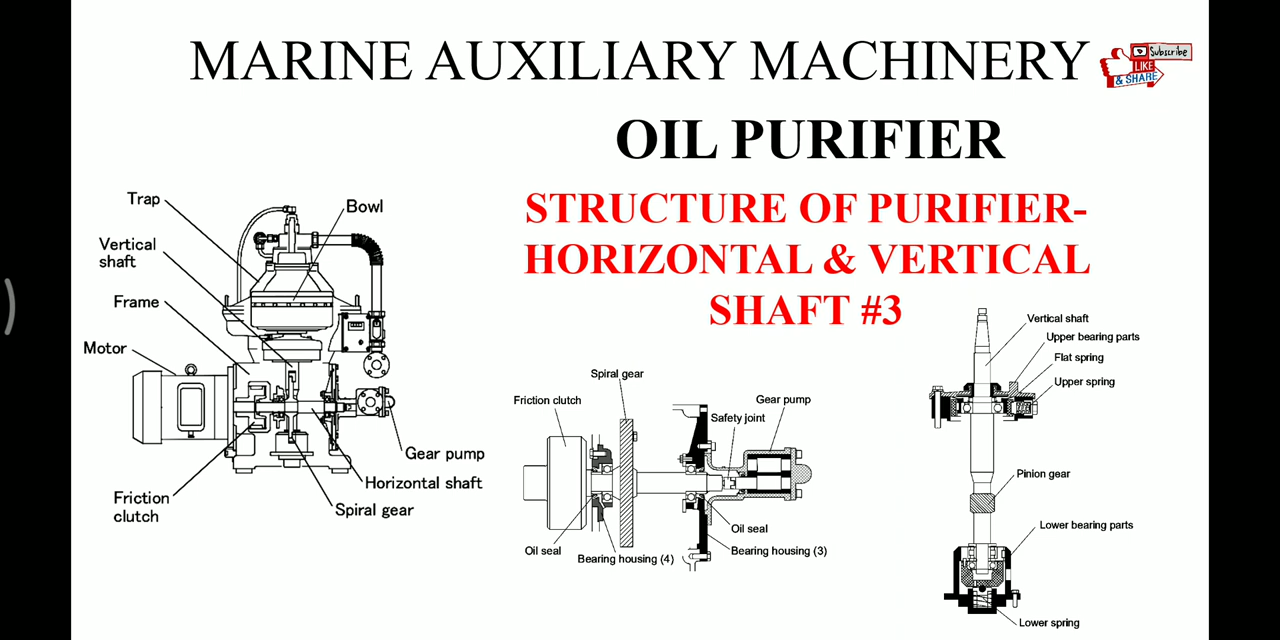 MARINE AUXILIARY MACHINERY
Subscribe
LIKE
& SHARE
OIL PURIFIER
STRUCTURE OF PURIFIER-
HORIZONTAL & VERTICAL
SHAFT #3
Trap
Bowl
Vertical
shaft
Frame
Motor
Gear pump
Horizontal shaft
Spiral gear
Friction
clutch
Spiral gear
Friction clutch
Safety joint
Gear pump
Oil seal
Bearing housing (4)
Oil seal
Bearing housing (3)
Vertical shaft
Upper bearing parts
Flat spring
Upper spring
Pinion gear
Lower bearing parts
Lower spring